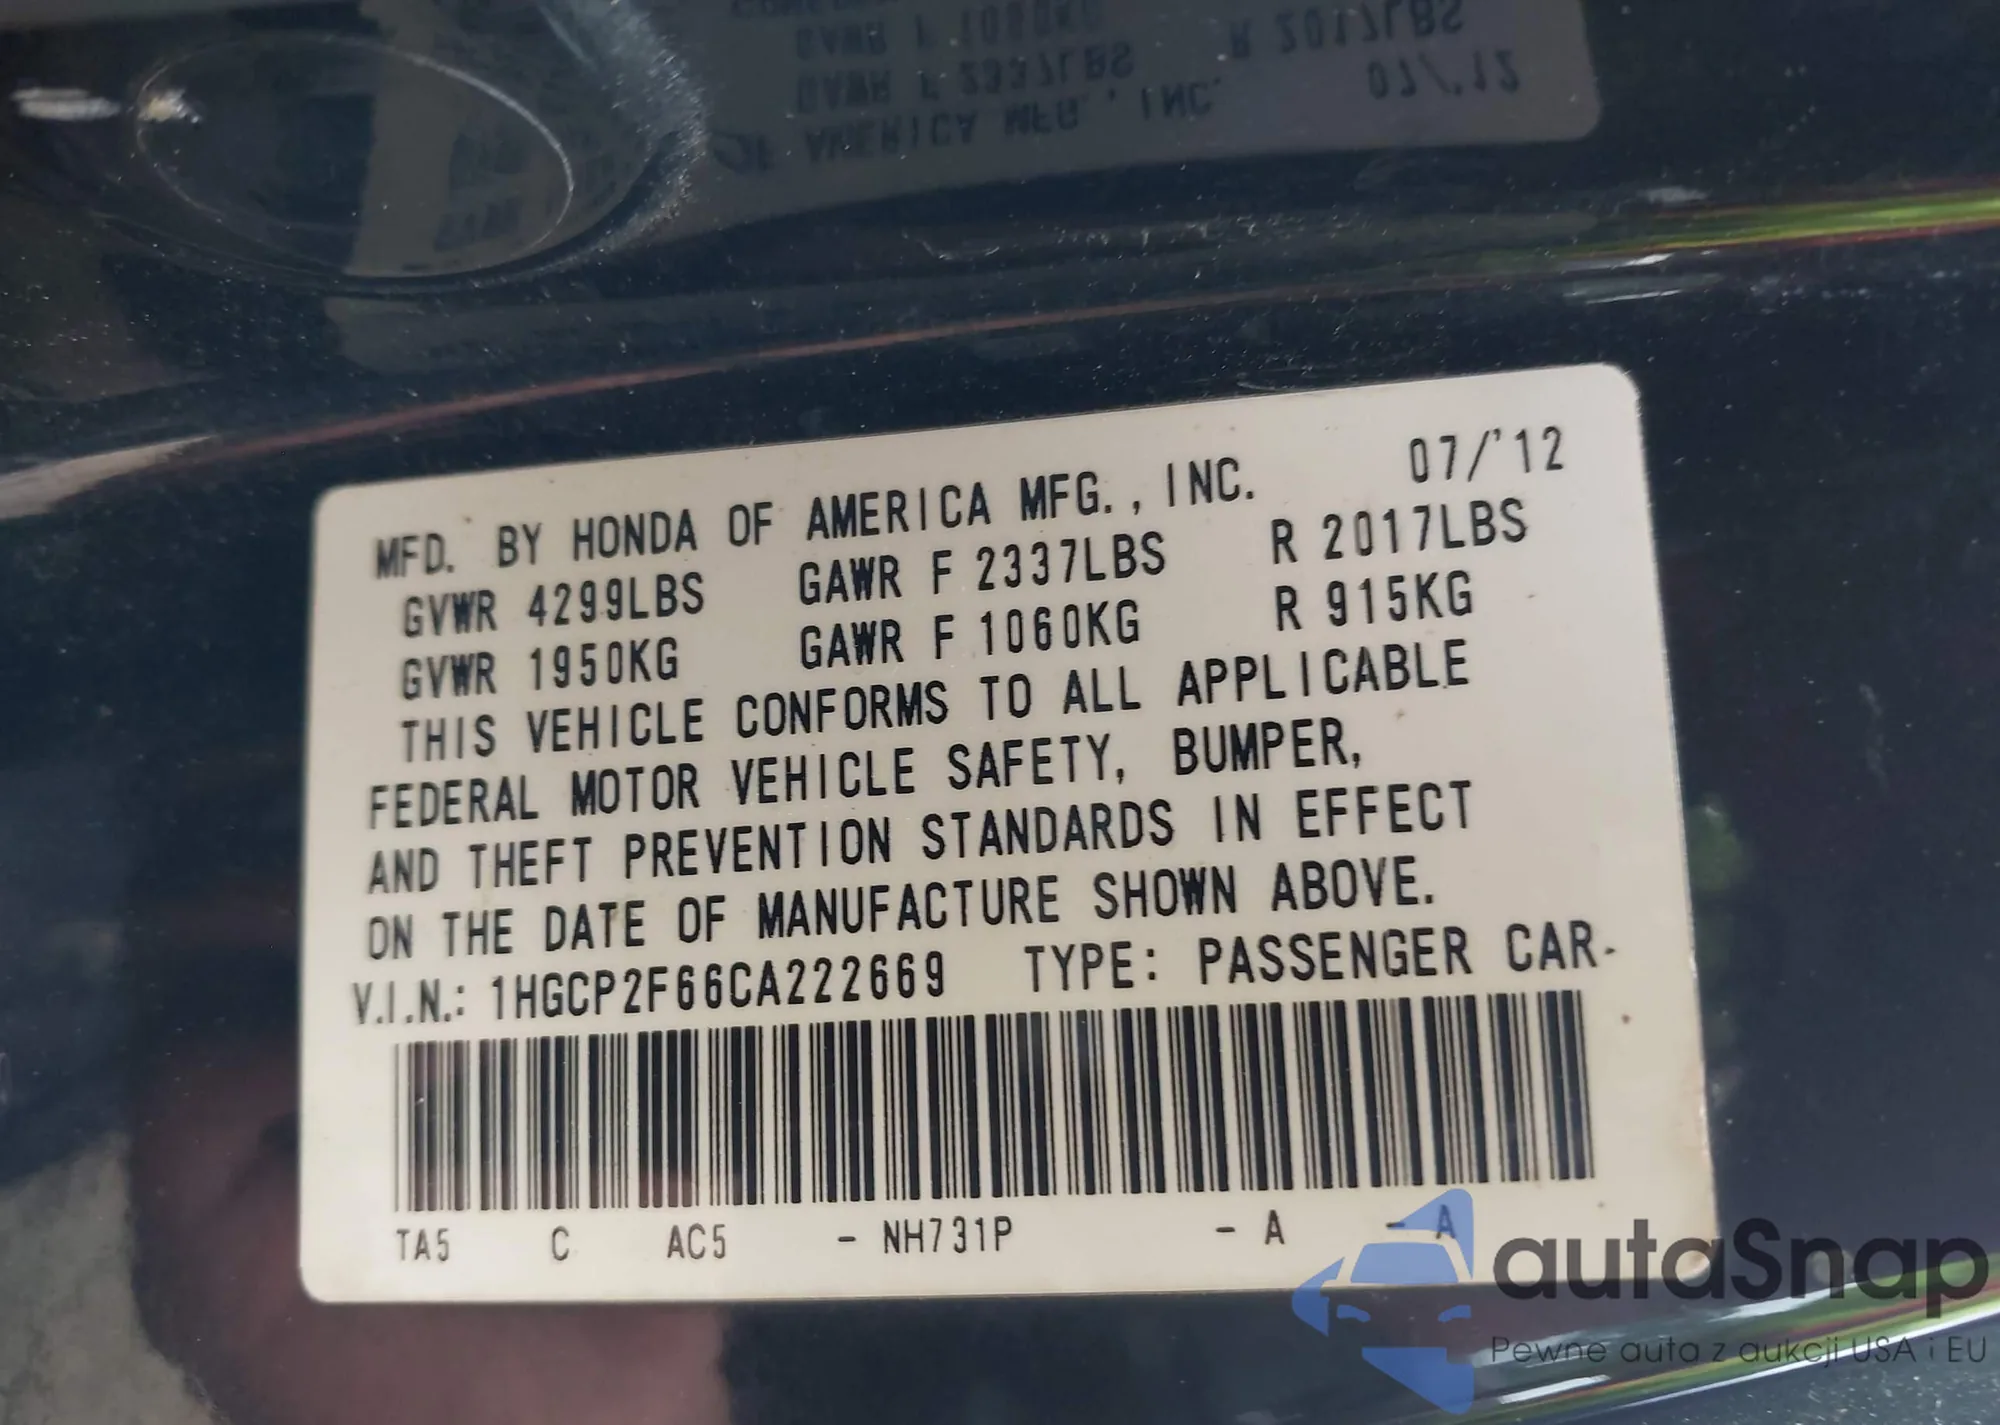 MFD. BY HONDA OF AMERICA MFG., INC. 07/'12
GVWR 4299LBS GAWR F 2337LBS R 2017LBS
GVWR 1950KG GAWR F 1060KG R 915KG
THIS VEHICLE CONFORMS TO ALL APPLICABLE
FEDERAL MOTOR VEHICLE SAFETY, BUMPER,
AND THEFT PREVENTION STANDARDS IN EFFECT
ON THE DATE OF MANUFACTURE SHOWN ABOVE.
V.I.N.: 1HGCP2F66CA222669 TYPE: PASSENGER CAR
TA5 C AC5 - NH731P - A - A
autaSnap
Pewne auta z aukcji USA i EU